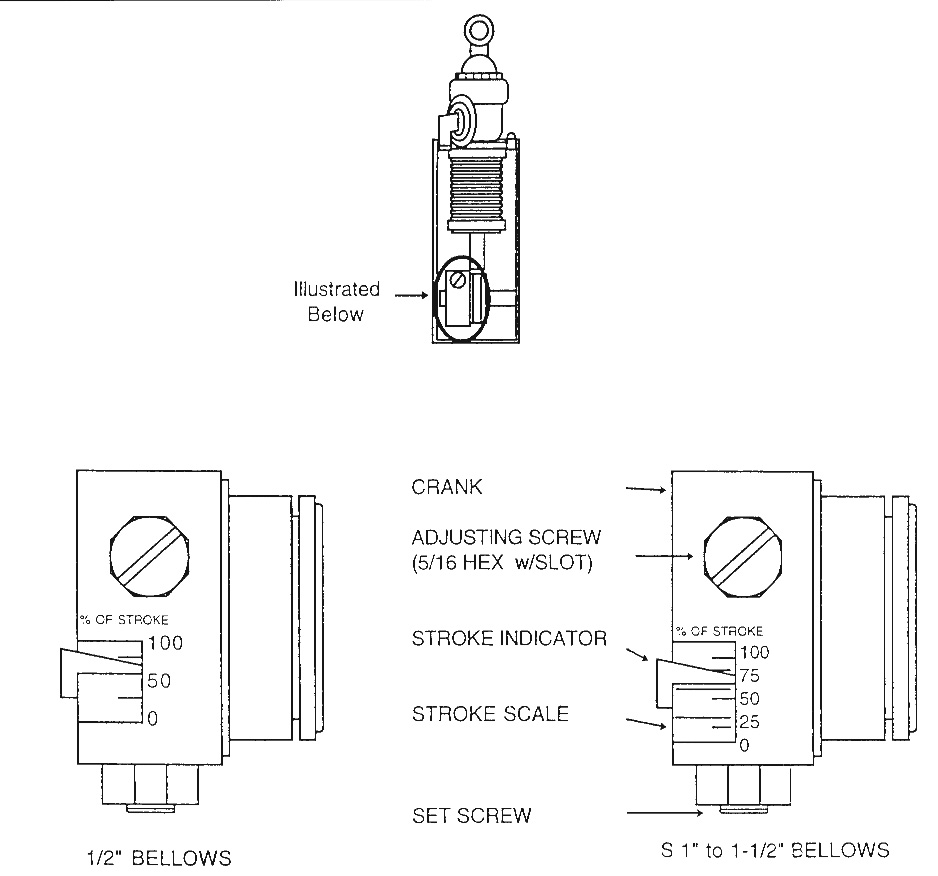 Illustrated
Below
CRANK
ADJUSTING SCREW
(5/16 HEX w/SLOT)
% OF STROKE
100
50
0
STROKE INDICATOR
STROKE SCALE
SET SCREW
1/2" BELLOWS
% OF STROKE
100
75
50
25
0
S 1" to 1-1/2" BELLOWS